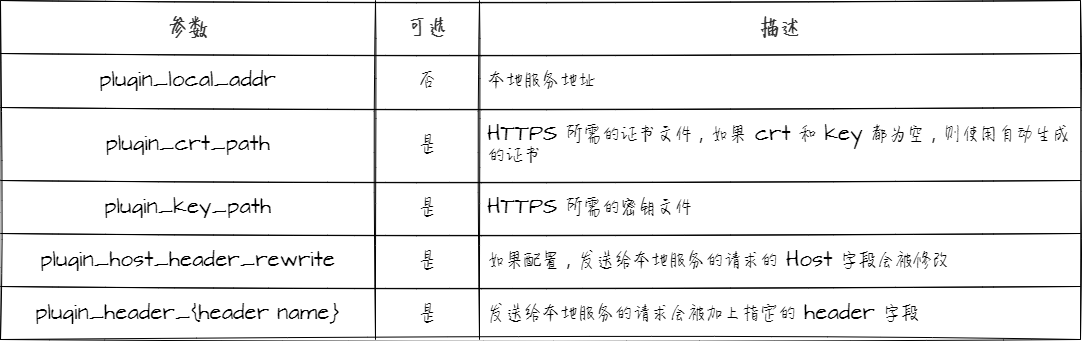 参数 可选 描述
plugin_local_addr 否 本地服务地址
plugin_crt_path 是 HTTPS 所需的证书文件，如果 crt 和 key 都为空，则使用自动生成
的证书
plugin_key_path 是 HTTPS 所需的密钥文件
plugin_host_header_rewrite 是 如果配置，发送给本地服务的请求的 Host 字段会被修改
plugin_header_{header name} 是 发送给本地服务的请求会被加上指定的 header 字段